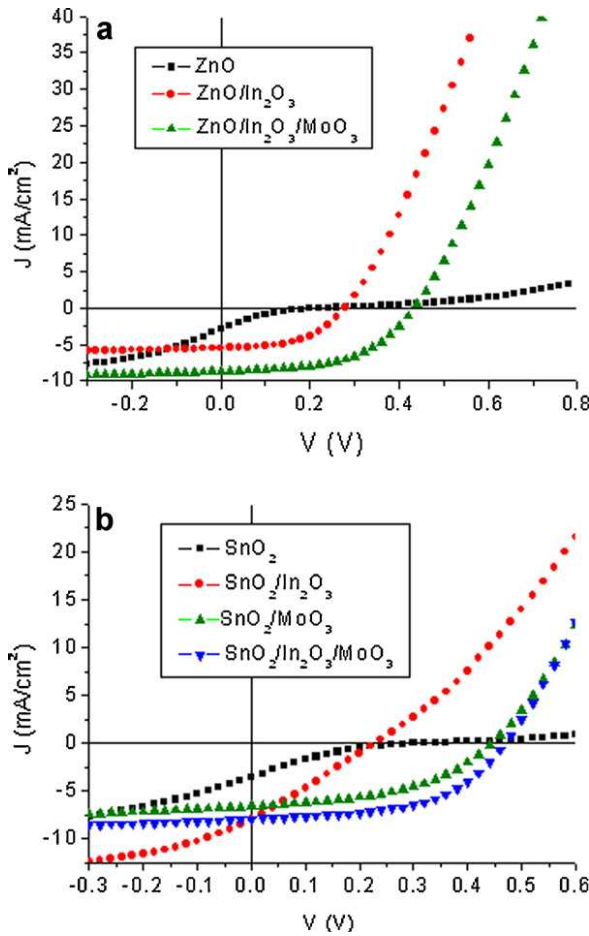 a
40
35
30
25
20
15
10
5
0
-5
-10
J (mA/cm²)
ZnO
ZnO/In₂O₃
ZnO/In₂O₃/MoO₃
-0.2 0.0 0.2 0.4 0.6 0.8
V (V)
b
25
20
15
10
5
0
-5
-10
J (mA/cm²)
SnO₂
SnO₂/In₂O₃
SnO₂/MoO₃
SnO₂/In₂O₃/MoO₃
-0.3 -0.2 -0.1 0.0 0.1 0.2 0.3 0.4 0.5 0.6
V (V)